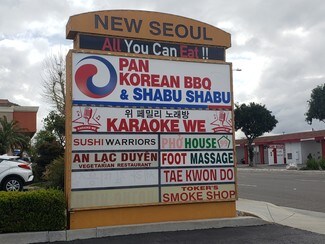 NEW SEOUL
All You Can Eat!!
PAN
KOREAN BBQ
& SHABU SHABU
위 패밀리 노래방
KARAOKE WE
SUSHI WARRIORS
PHO HOUSE
AN LẠC DUYÊN
VEGETARIAN RESTAURANT
FOOT MASSAGE
TAE KWON DO
TOKER'S
SMOKE SHOP